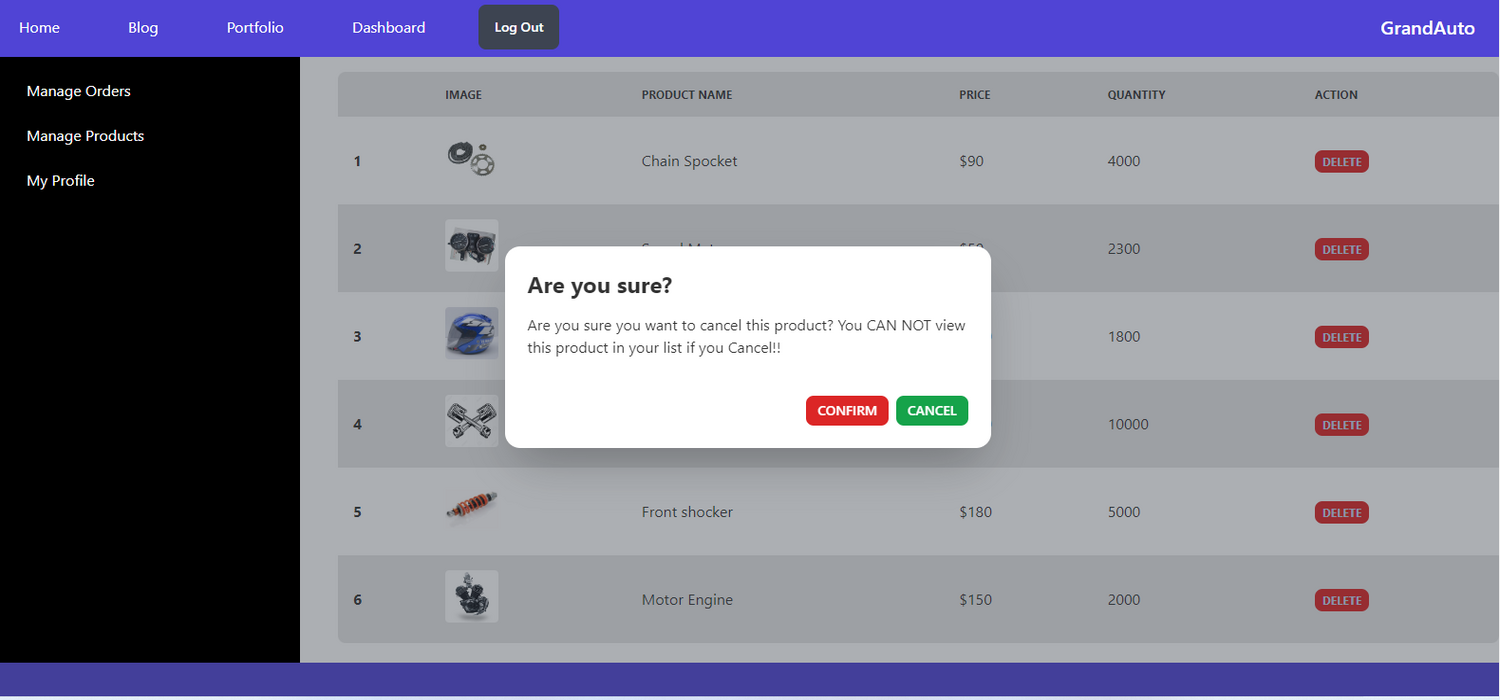 Home Blog Portfolio Dashboard Log Out GrandAuto
Manage Orders
Manage Products
My Profile
IMAGE PRODUCT NAME PRICE QUANTITY ACTION
1 Chain Spocket $90 4000 DELETE
2 2300 DELETE
3 1800 DELETE
4 10000 DELETE
5 Front shocker $180 5000 DELETE
6 Motor Engine $150 2000 DELETE
Are you sure?
Are you sure you want to cancel this product? You CAN NOT view
this product in your list if you Cancel!!
CONFIRM CANCEL